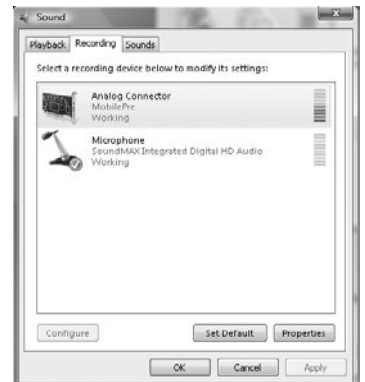 Sound
Playback Recording Sounds
Select a recording device below to modify its settings:
Analog Connector
MobilePre
Working
Microphone
SoundMAX Integrated Digital HD Audio
Working
Configure Set Default Properties
OK Cancel Apply